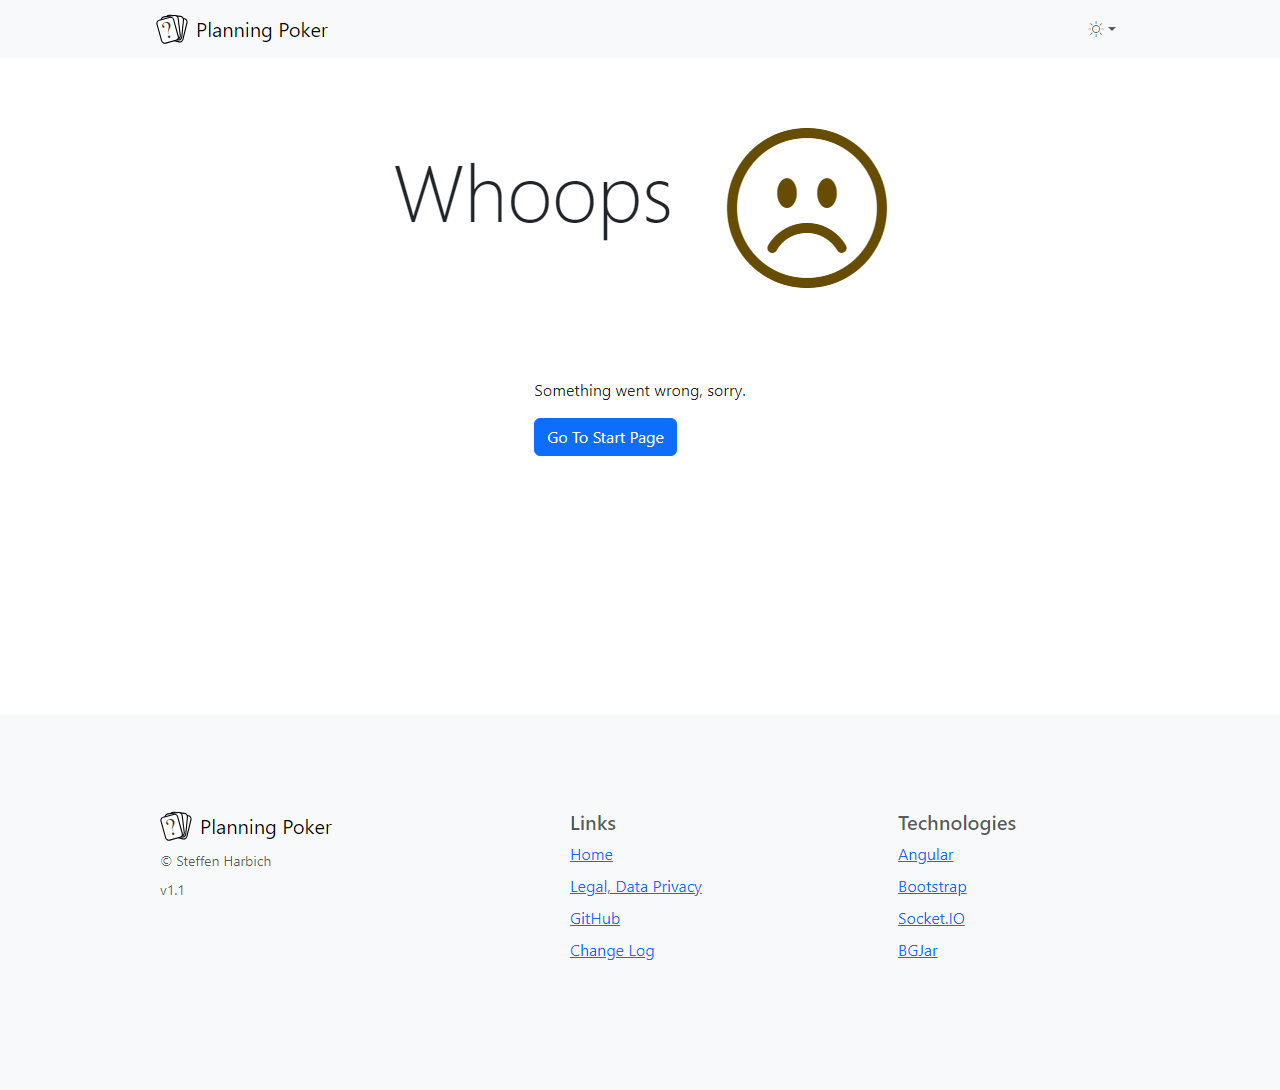 ? Planning Poker
Whoops
Something went wrong, sorry.
Go To Start Page
? Planning Poker
© Steffen Harbich
v1.1
Links
Home
Legal, Data Privacy
GitHub
Change Log
Technologies
Angular
Bootstrap
Socket.IO
BGJar